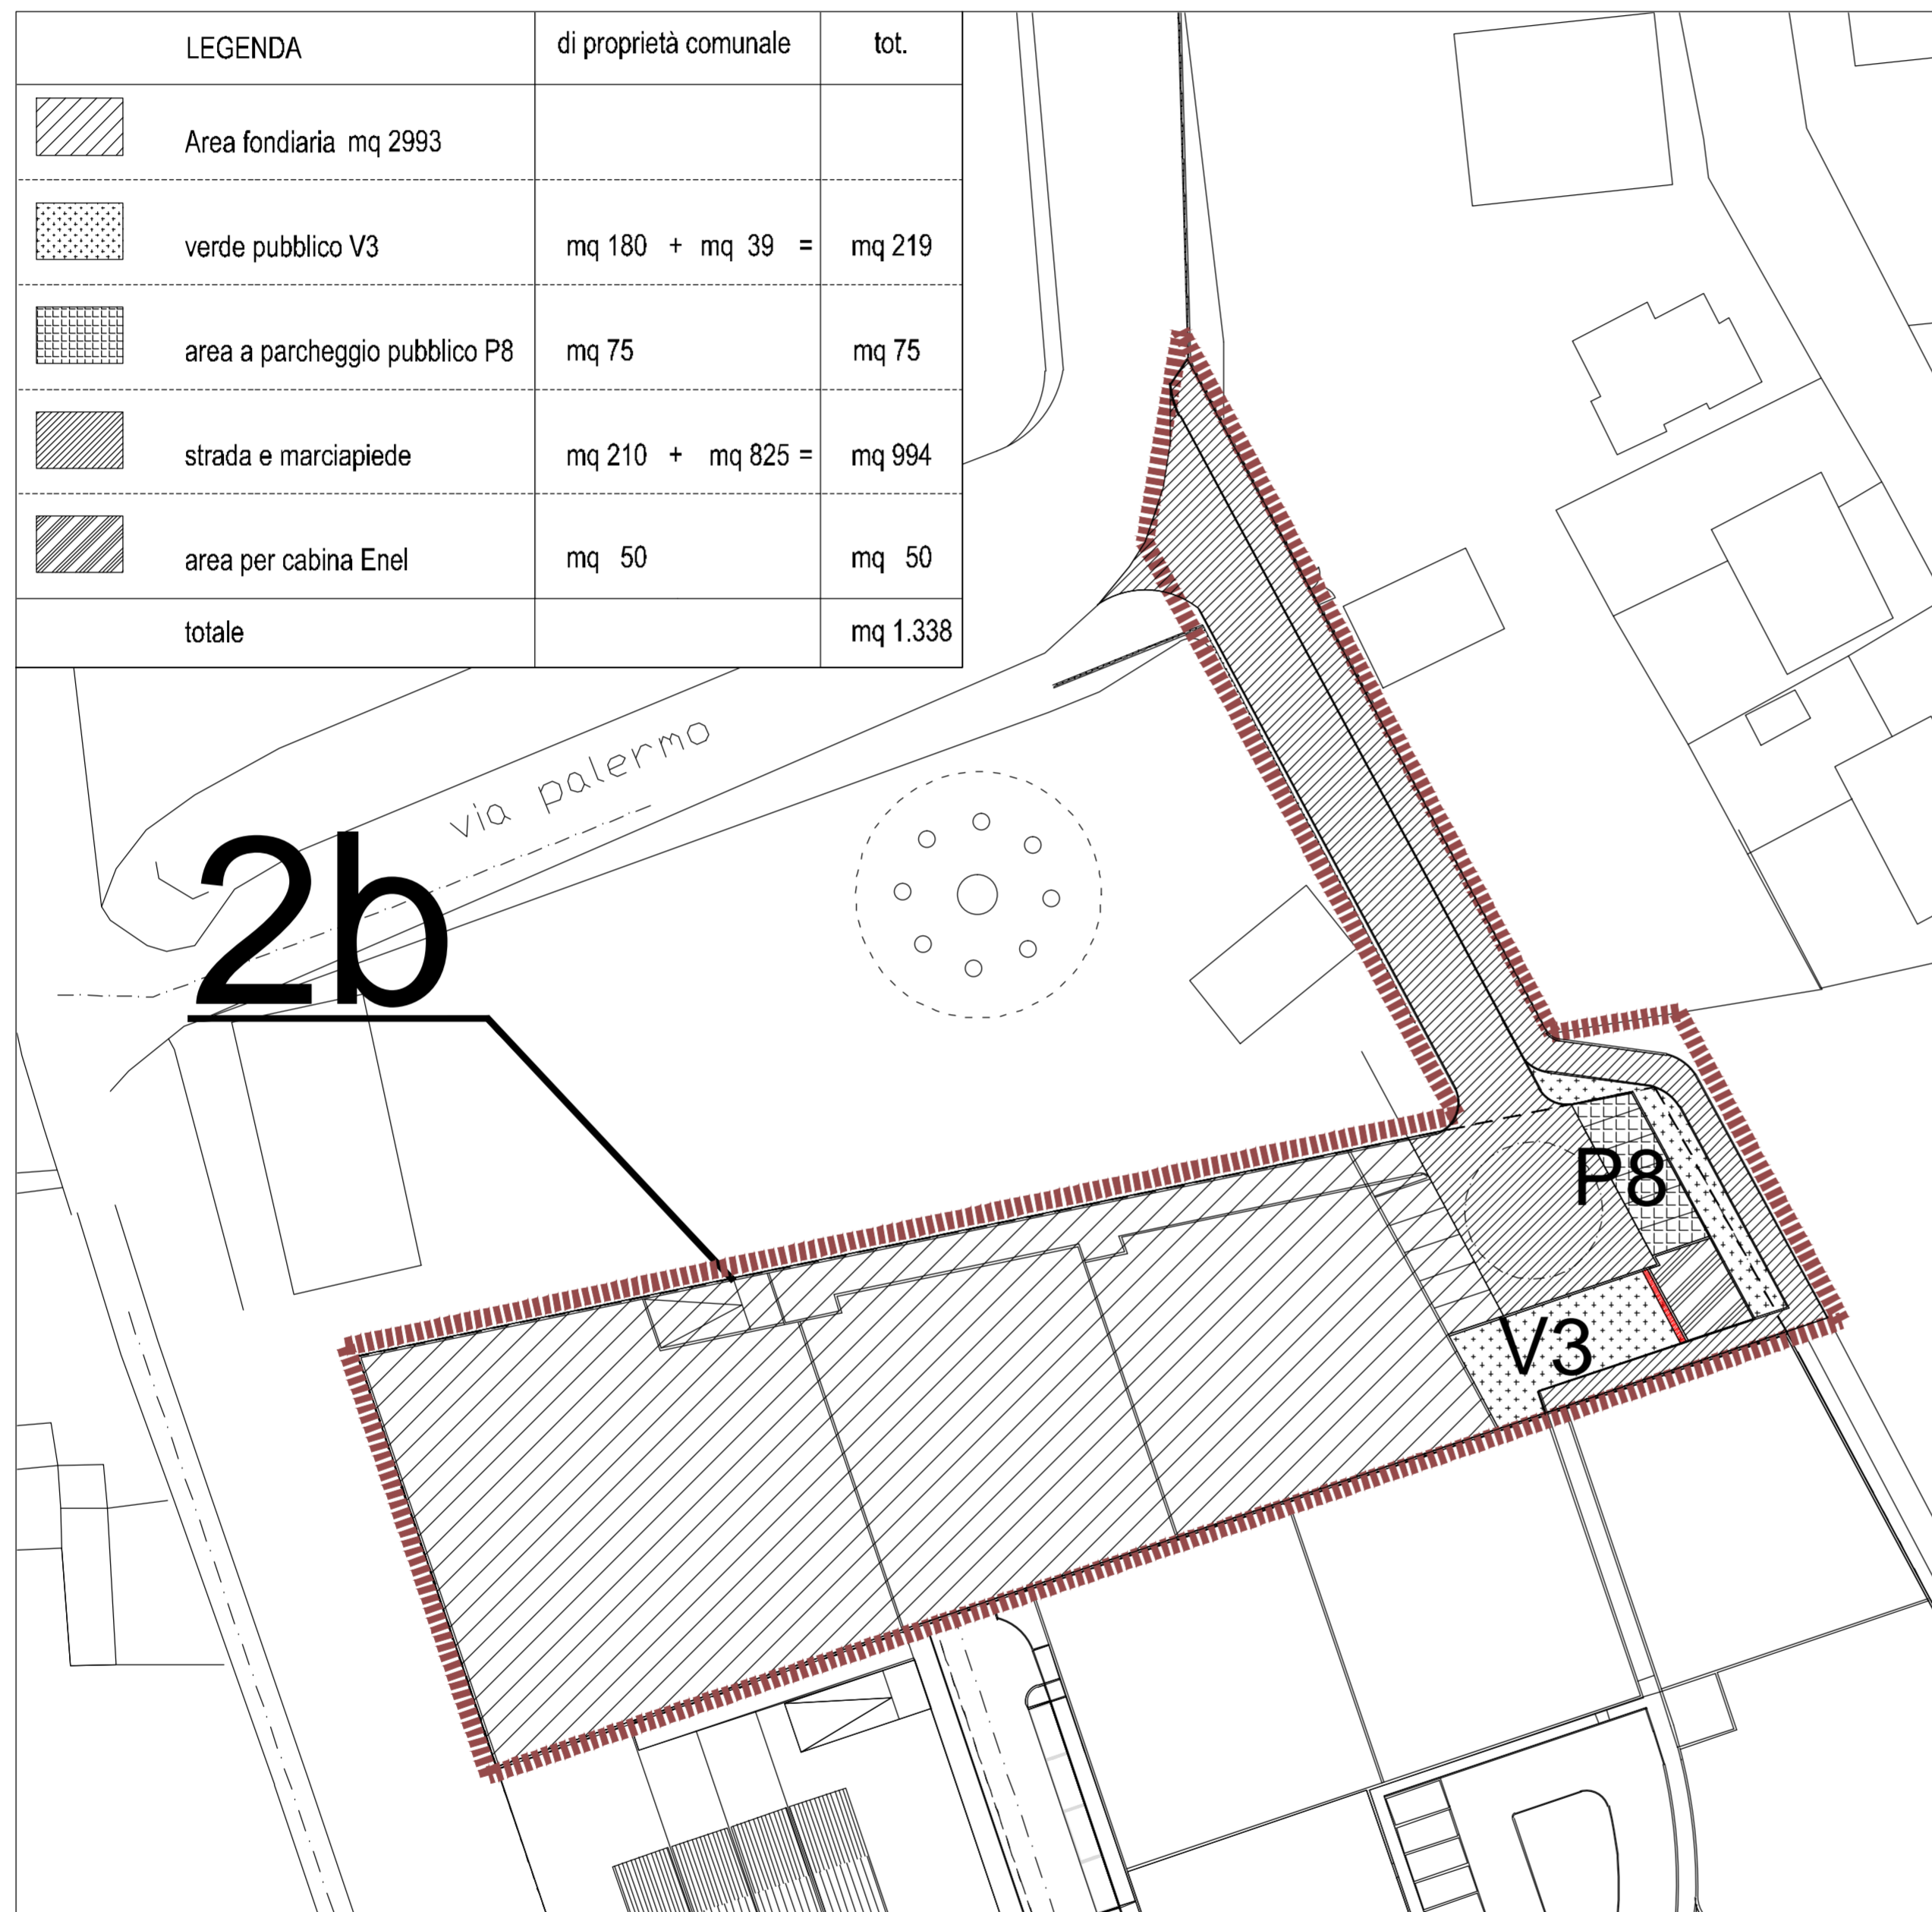 LEGENDA di proprietà comunale tot.
Area fondiaria mq 2993
verde pubblico V3 mq 180 + mq 39 = mq 219
area a parcheggio pubblico P8 mq 75 mq 75
strada e marciapiede mq 210 + mq 825 = mq 994
area per cabina Enel mq 50 mq 50
totale mq 1.338
via palermo
2b
P8
V3